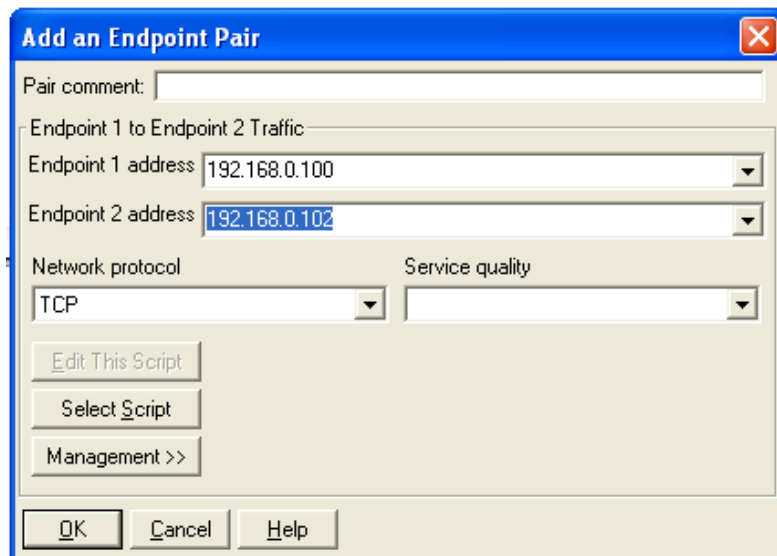 Add an Endpoint Pair
Pair comment:
Endpoint 1 to Endpoint 2 Traffic
Endpoint 1 address 192.168.0.100
Endpoint 2 address 192.168.0.102
Network protocol Service quality
TCP
Edit This Script
Select Script
Management >>
OK Cancel Help